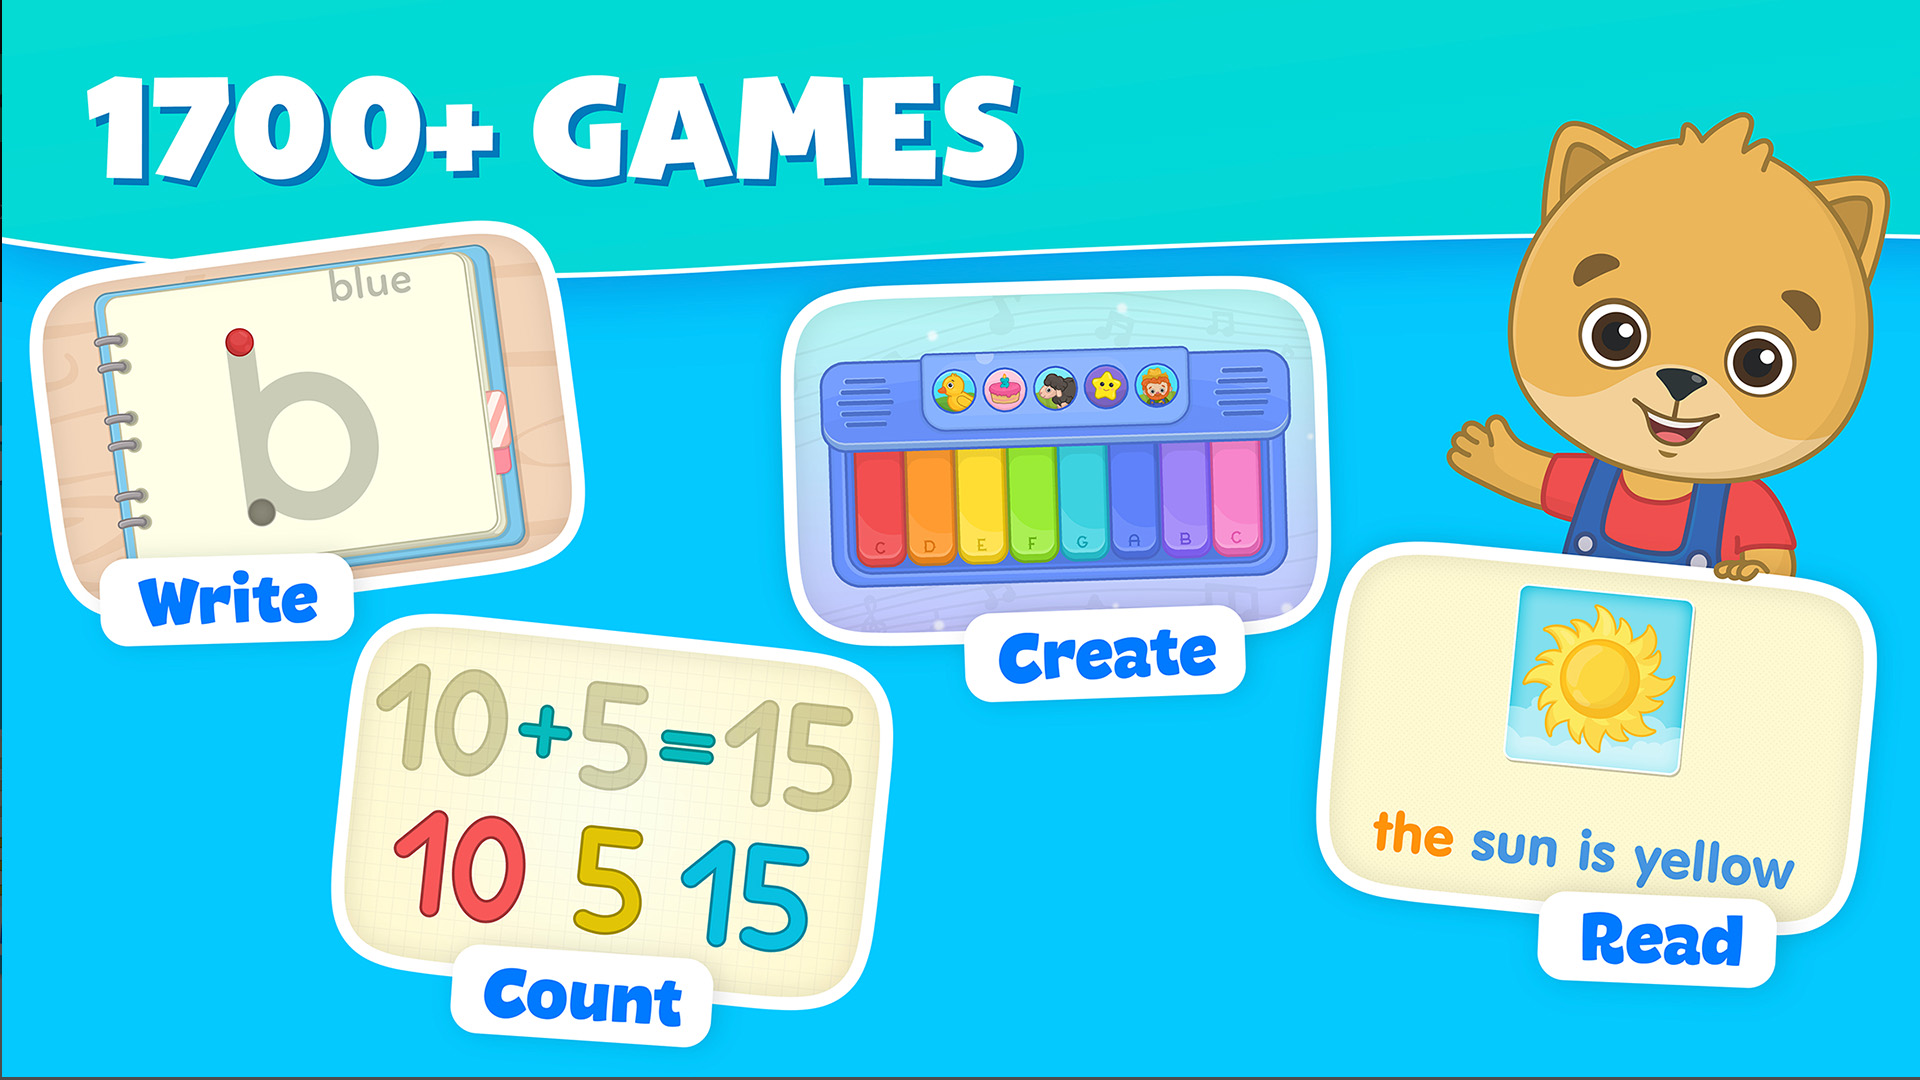 1700+ GAMES
blue
b
Write
C D E F G A B C
Create
10+5=15
10 5 15
Count
the sun is yellow
Read